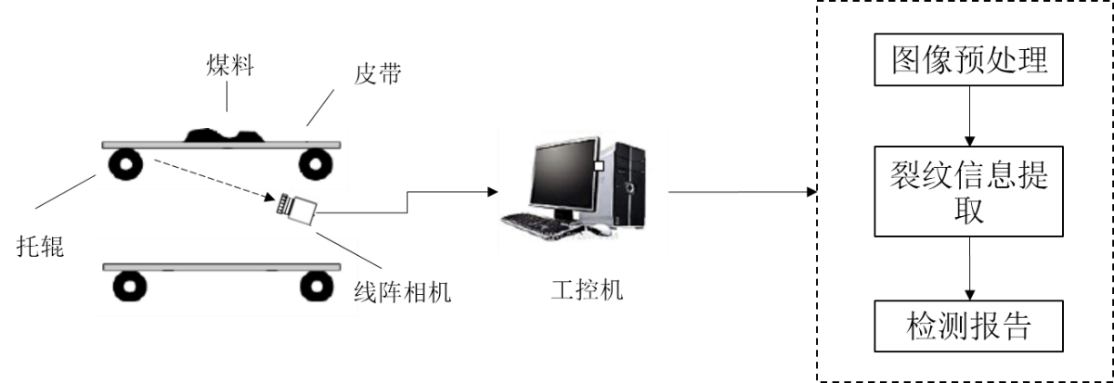 煤料
皮带
托辊
线阵相机
工控机
图像预处理
裂纹信息提
取
检测报告